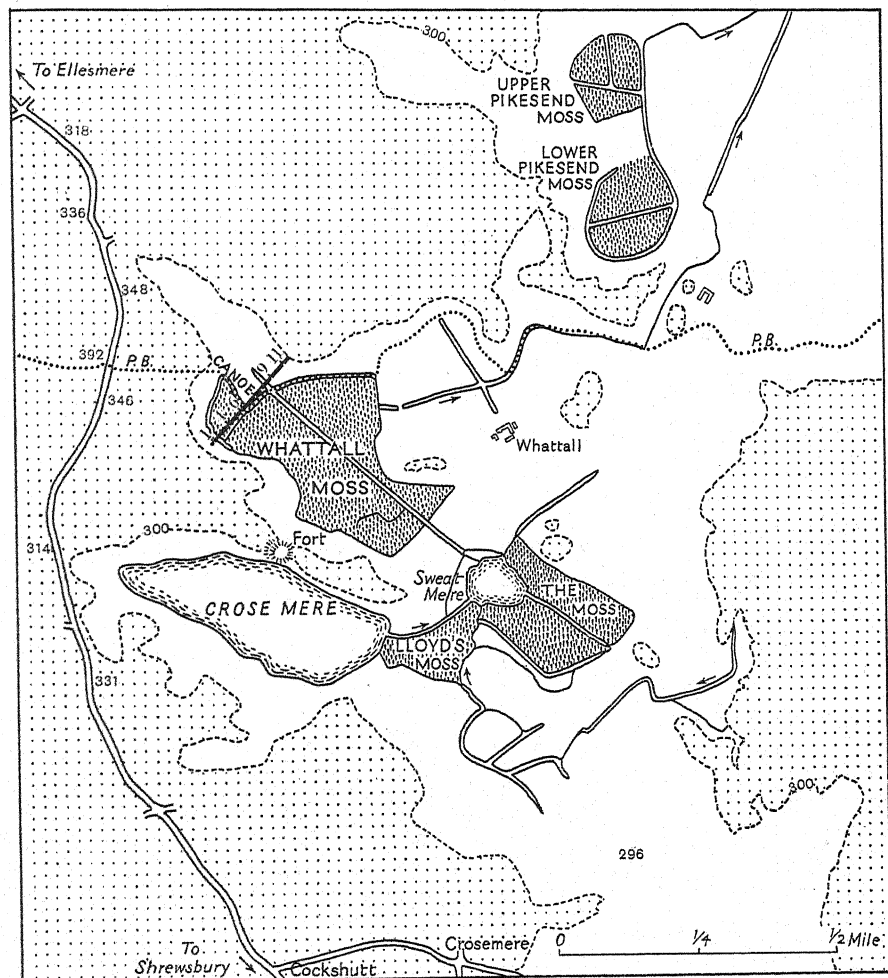 300
To Ellesmere
UPPER
PIKESEND
MOSS
318
LOWER
PIKESEND
MOSS
336
348
P.B.
392
P.B.
CANOE
346
WHATTALL
Whattall
MOSS
300
Fort
314
Sweat
Mere
THE
MOSS
CROSE MERE
LLOYD'S
MOSS
331
300
296
Crosemere
0
1/4
1/2 Mile
To
Shrewsbury
Cockshutt